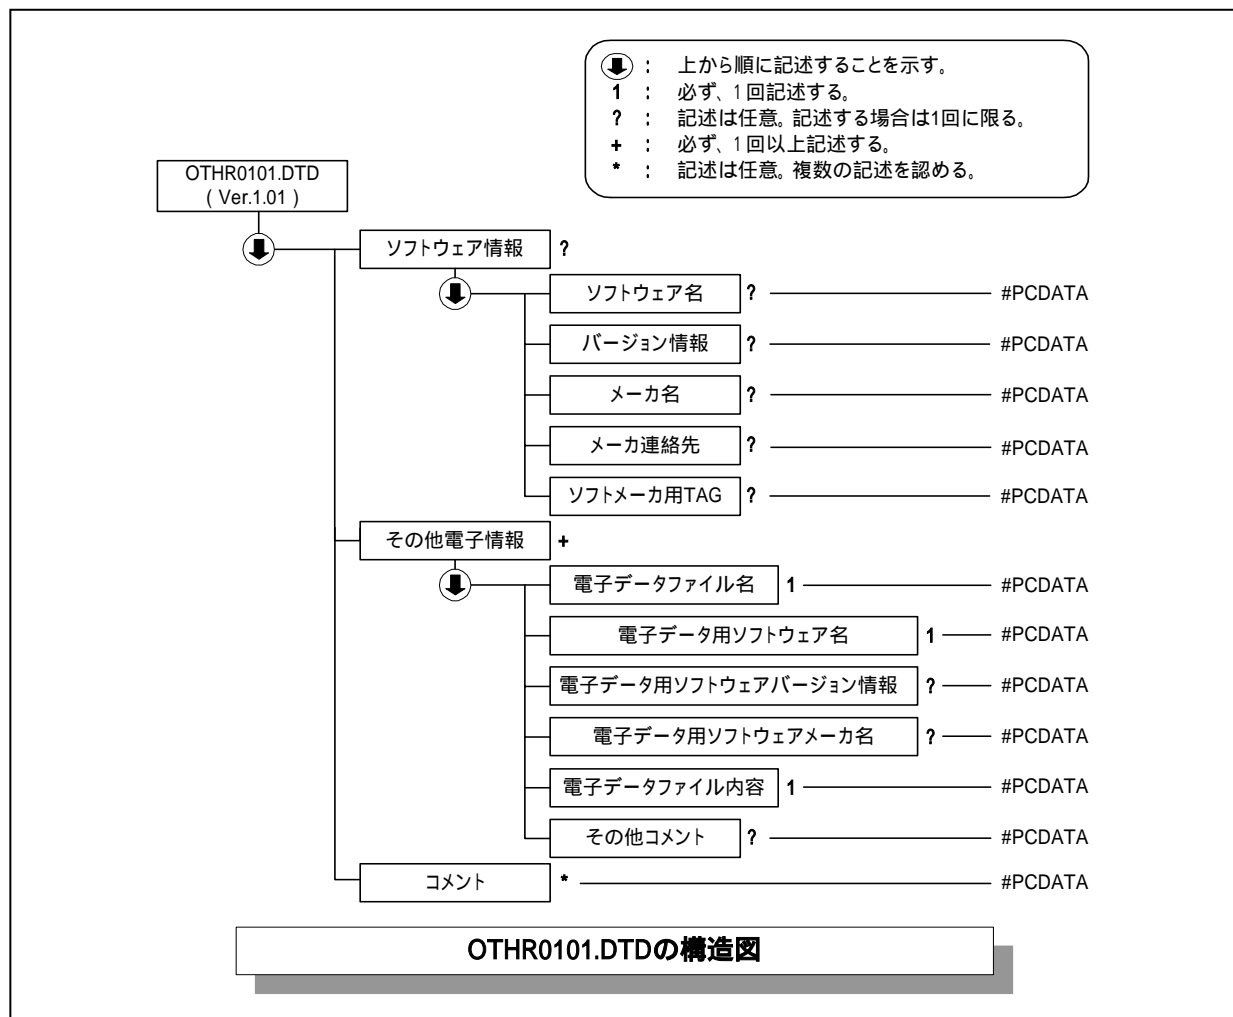 ： 上から順に記述することを示す。
1 ： 必ず、1回記述する。
? ： 記述は任意。記述する場合は1回に限る。
+ ： 必ず、1回以上記述する。
* ： 記述は任意。複数の記述を認める。
OTHR0101.DTD
( Ver.1.01 )
ソフトウェア情報 ?
ソフトウェア名 ? #PCDATA
バージョン情報 ? #PCDATA
メーカ名 ? #PCDATA
メーカ連絡先 ? #PCDATA
ソフトメーカ用TAG ? #PCDATA
その他電子情報 +
電子データファイル名 1 #PCDATA
電子データ用ソフトウェア名 1 #PCDATA
電子データ用ソフトウェアバージョン情報 ? #PCDATA
電子データ用ソフトウェアメーカ名 ? #PCDATA
電子データファイル内容 1 #PCDATA
その他コメント ? #PCDATA
コメント * #PCDATA
OTHR0101.DTDの構造図